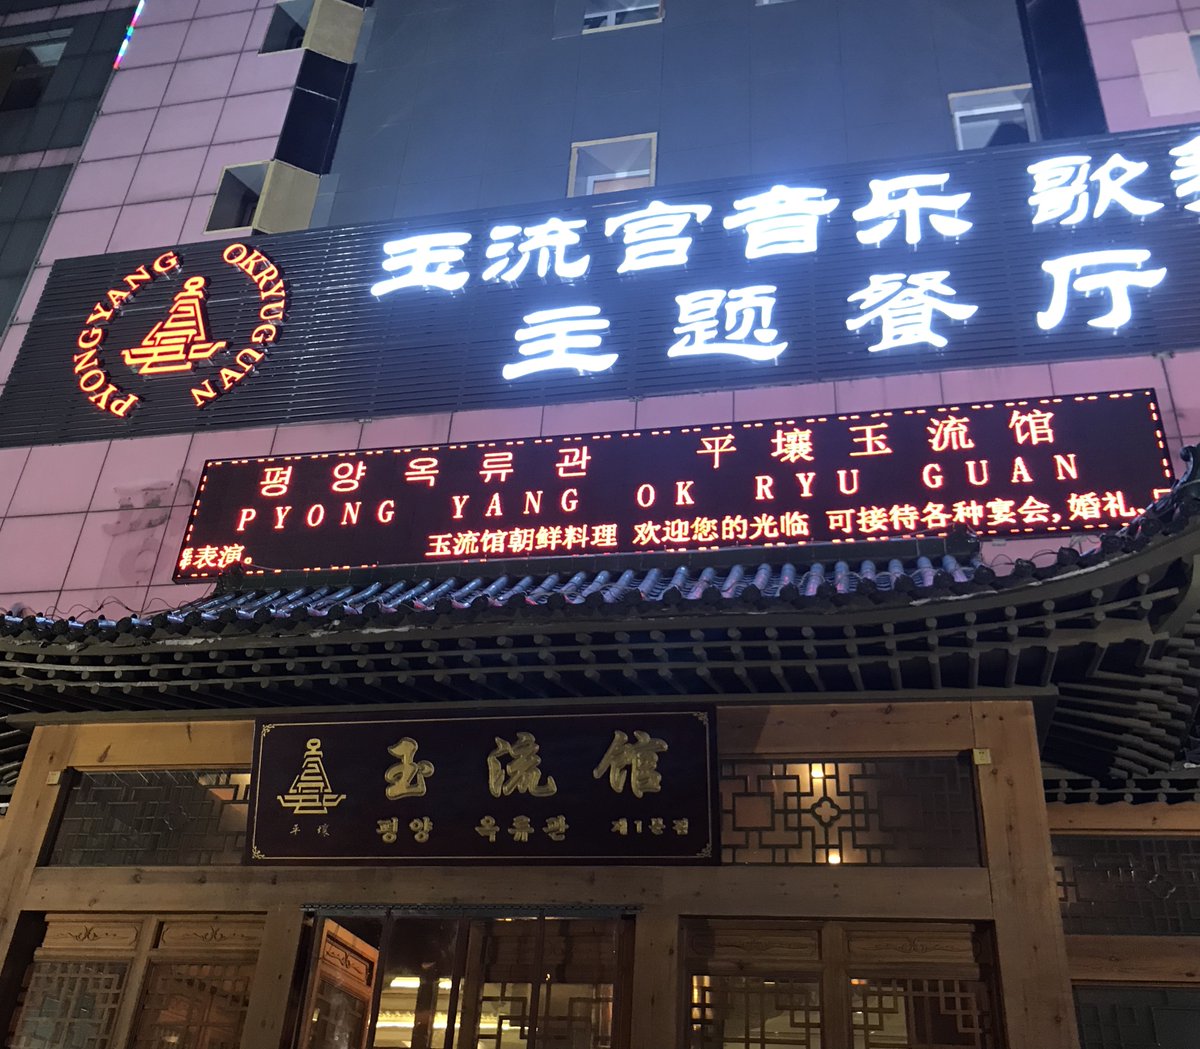 PYONGYANG OKRYUGUAN
玉流宫音乐 歌
主题餐厅
평양옥류관 平壤玉流馆
PYONG YANG OK RYU GUAN
表演。 玉流馆朝鲜料理 欢迎您的光临 可接待各种宴会,婚礼、
玉流馆
平壤 평양 옥류관 제1분점